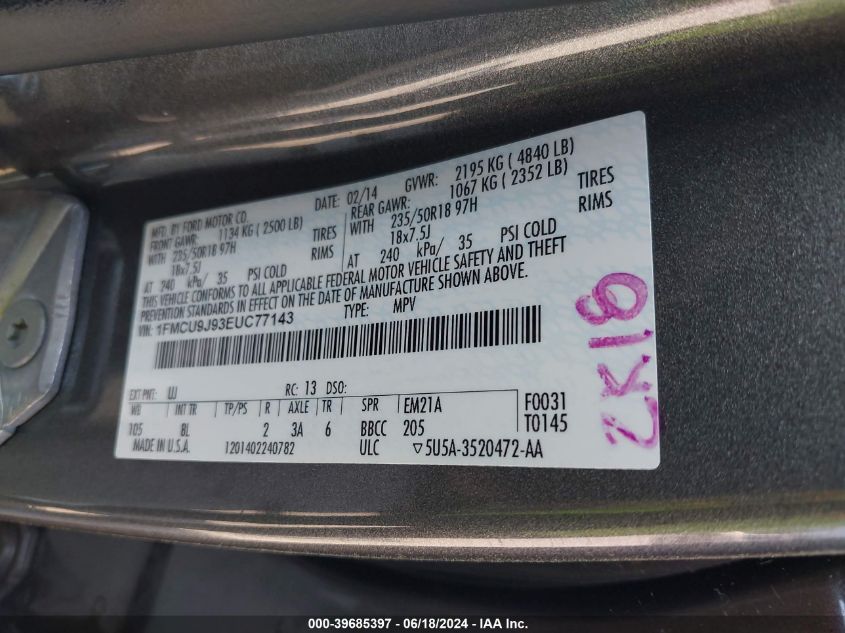 MFD. BY FORD MOTOR CO.
DATE: 02/14
GVWR: 2195 KG ( 4840 LB)
FRONT GAWR: 1134 KG ( 2500 LB)
REAR GAWR: 1067 KG ( 2352 LB)
WITH 235/50R18 97H TIRES
WITH 235/50R18 97H TIRES
18x7.5J RIMS
18x7.5J RIMS
AT 240 kPa/ 35 PSI COLD
AT 240 kPa/ 35 PSI COLD
THIS VEHICLE CONFORMS TO ALL APPLICABLE FEDERAL MOTOR VEHICLE SAFETY AND THEFT
PREVENTION STANDARDS IN EFFECT ON THE DATE OF MANUFACTURE SHOWN ABOVE.
VIN: 1FMCU9J93EUC77143
TYPE: MPV
EXT PNT: UJ RC: 13 DSO:
WB INT TR TP/PS R AXLE TR SPR EM21A F0031
105 BL 2 3A 6 BBCC 205 T0145
MADE IN U.S.A. 1201402240782 ULC ▽5U5A-3520472-AA
2K18
000-39685397 - 06/18/2024 - IAA Inc.